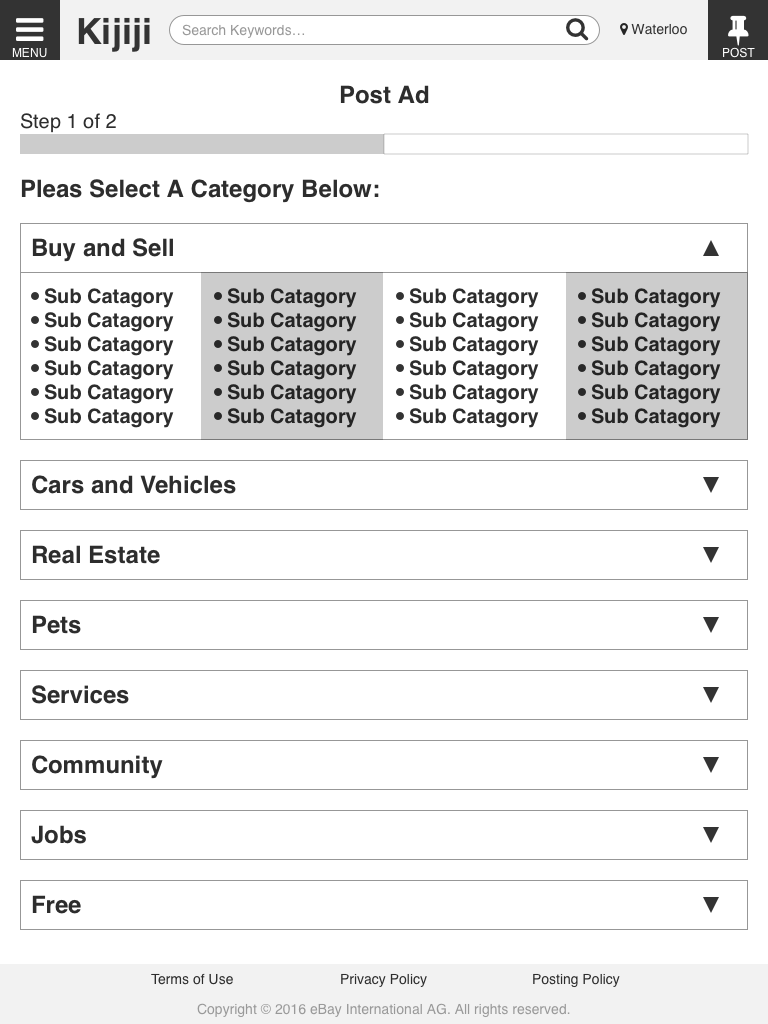 MENU
Kijiji
Search Keywords…
Waterloo
POST
Post Ad
Step 1 of 2
Pleas Select A Category Below:
Buy and Sell ▲
• Sub Catagory • Sub Catagory • Sub Catagory • Sub Catagory
• Sub Catagory • Sub Catagory • Sub Catagory • Sub Catagory
• Sub Catagory • Sub Catagory • Sub Catagory • Sub Catagory
• Sub Catagory • Sub Catagory • Sub Catagory • Sub Catagory
• Sub Catagory • Sub Catagory • Sub Catagory • Sub Catagory
• Sub Catagory • Sub Catagory • Sub Catagory • Sub Catagory
Cars and Vehicles ▼
Real Estate ▼
Pets ▼
Services ▼
Community ▼
Jobs ▼
Free ▼
Terms of Use Privacy Policy Posting Policy
Copyright © 2016 eBay International AG. All rights reserved.